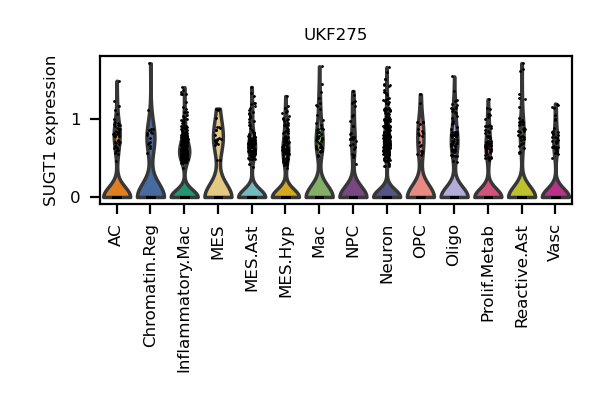 UKF275
SUGT1 expression
1
0
AC
Chromatin.Reg
Inflammatory.Mac
MES
MES.Ast
MES.Hyp
Mac
NPC
Neuron
OPC
Oligo
Prolif.Metab
Reactive.Ast
Vasc